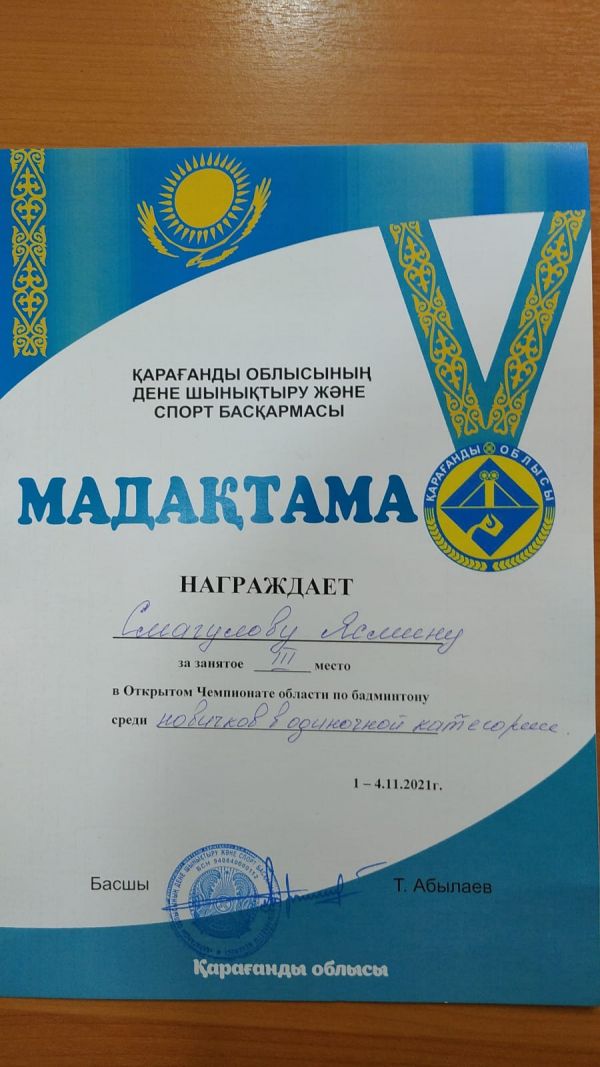 ҚАРАҒАНДЫ ОБЛЫСЫНЫҢ
ДЕНЕ ШЫНЫҚТЫРУ ЖӘНЕ
СПОРТ БАСҚАРМАСЫ
ҚАРАҒАНДЫ ОБЛЫСЫ
МАДАҚТАМА
НАГРАЖДАЕТ
Смагулову Ясмину
за занятое III место
в Открытом Чемпионате области по бадминтону
среди новичков в одиночной категории.
1 – 4.11.2021г.
Басшы
Т. Абылаев
Қарағанды облысы